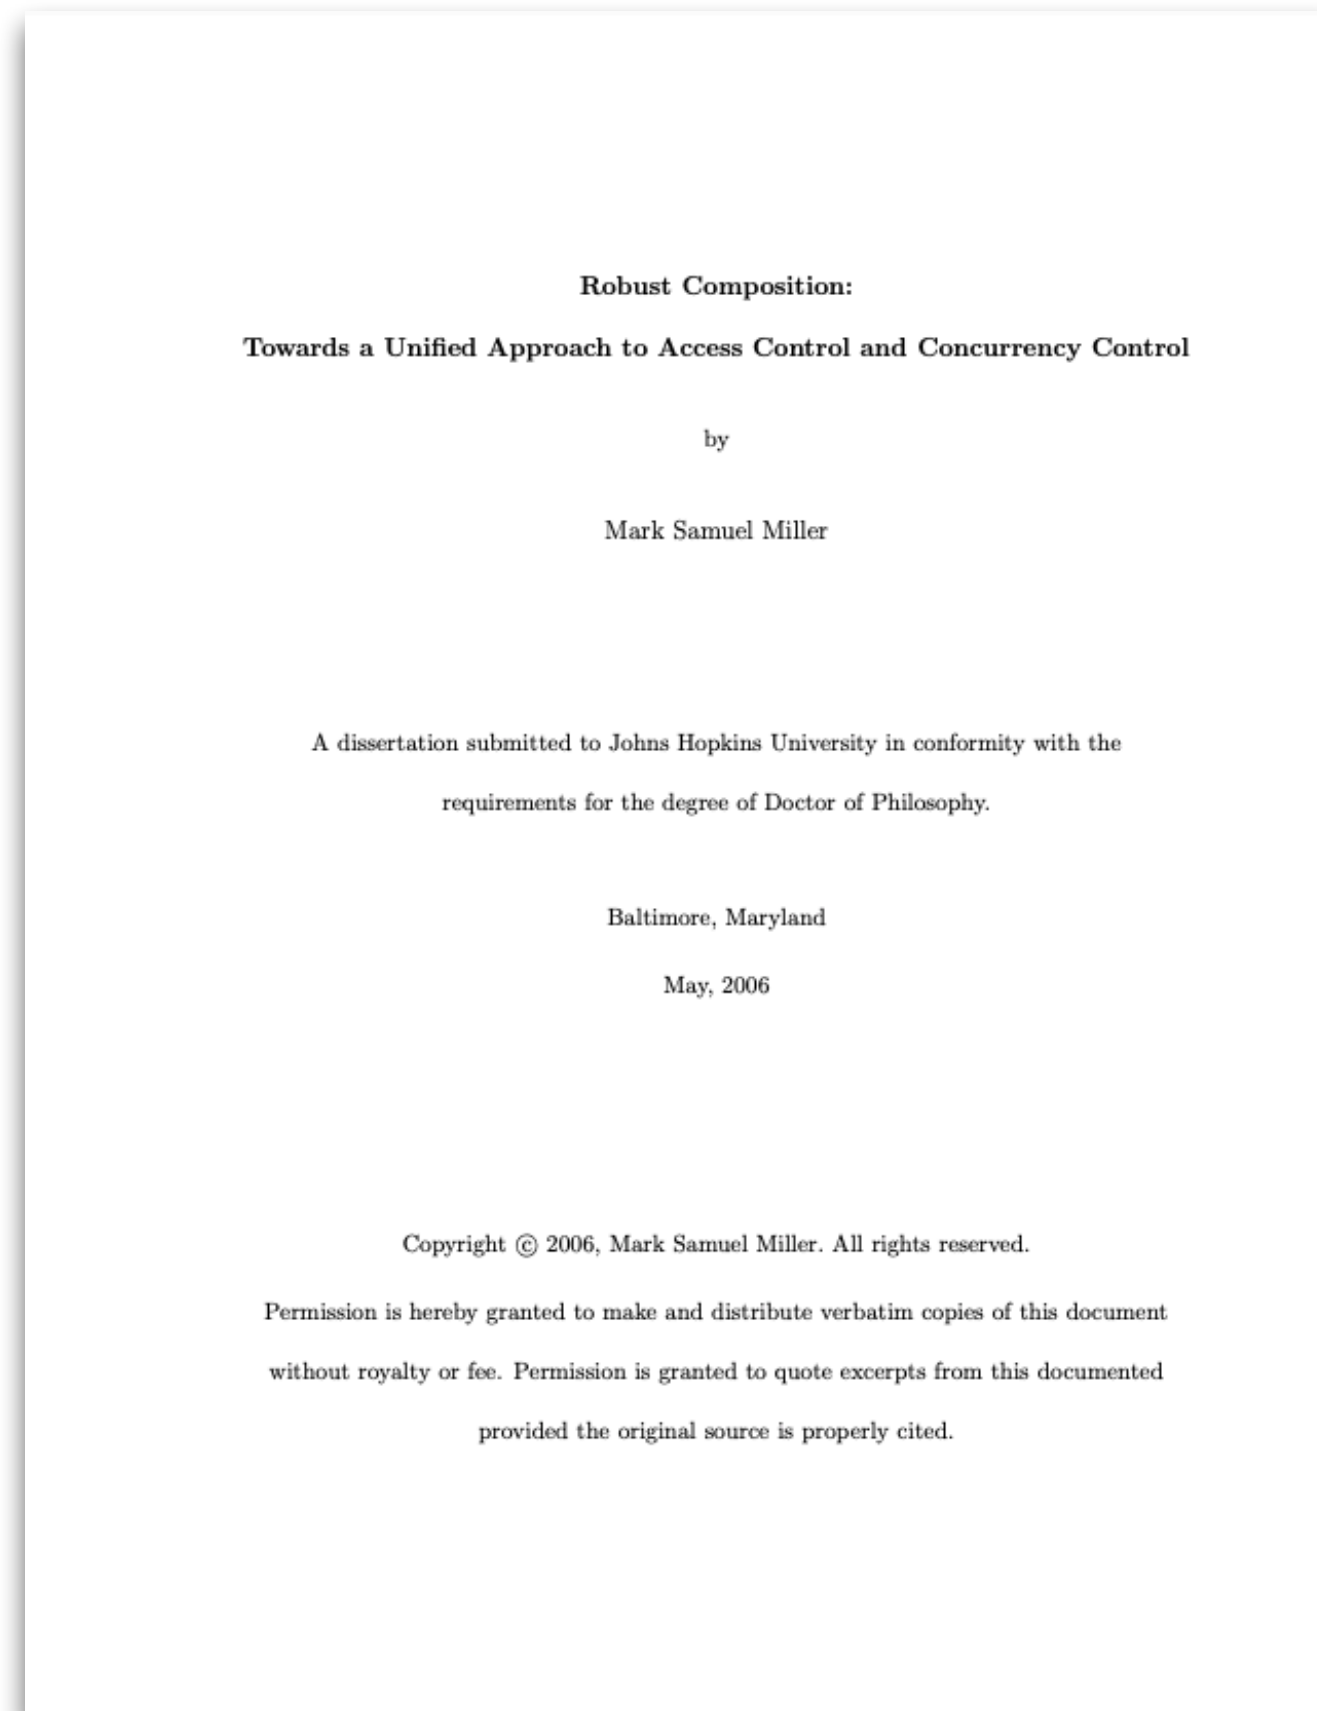 Robust Composition:
Towards a Unified Approach to Access Control and Concurrency Control
by
Mark Samuel Miller
A dissertation submitted to Johns Hopkins University in conformity with the
requirements for the degree of Doctor of Philosophy.
Baltimore, Maryland
May, 2006
Copyright © 2006, Mark Samuel Miller. All rights reserved.
Permission is hereby granted to make and distribute verbatim copies of this document
without royalty or fee. Permission is granted to quote excerpts from this documented
provided the original source is properly cited.